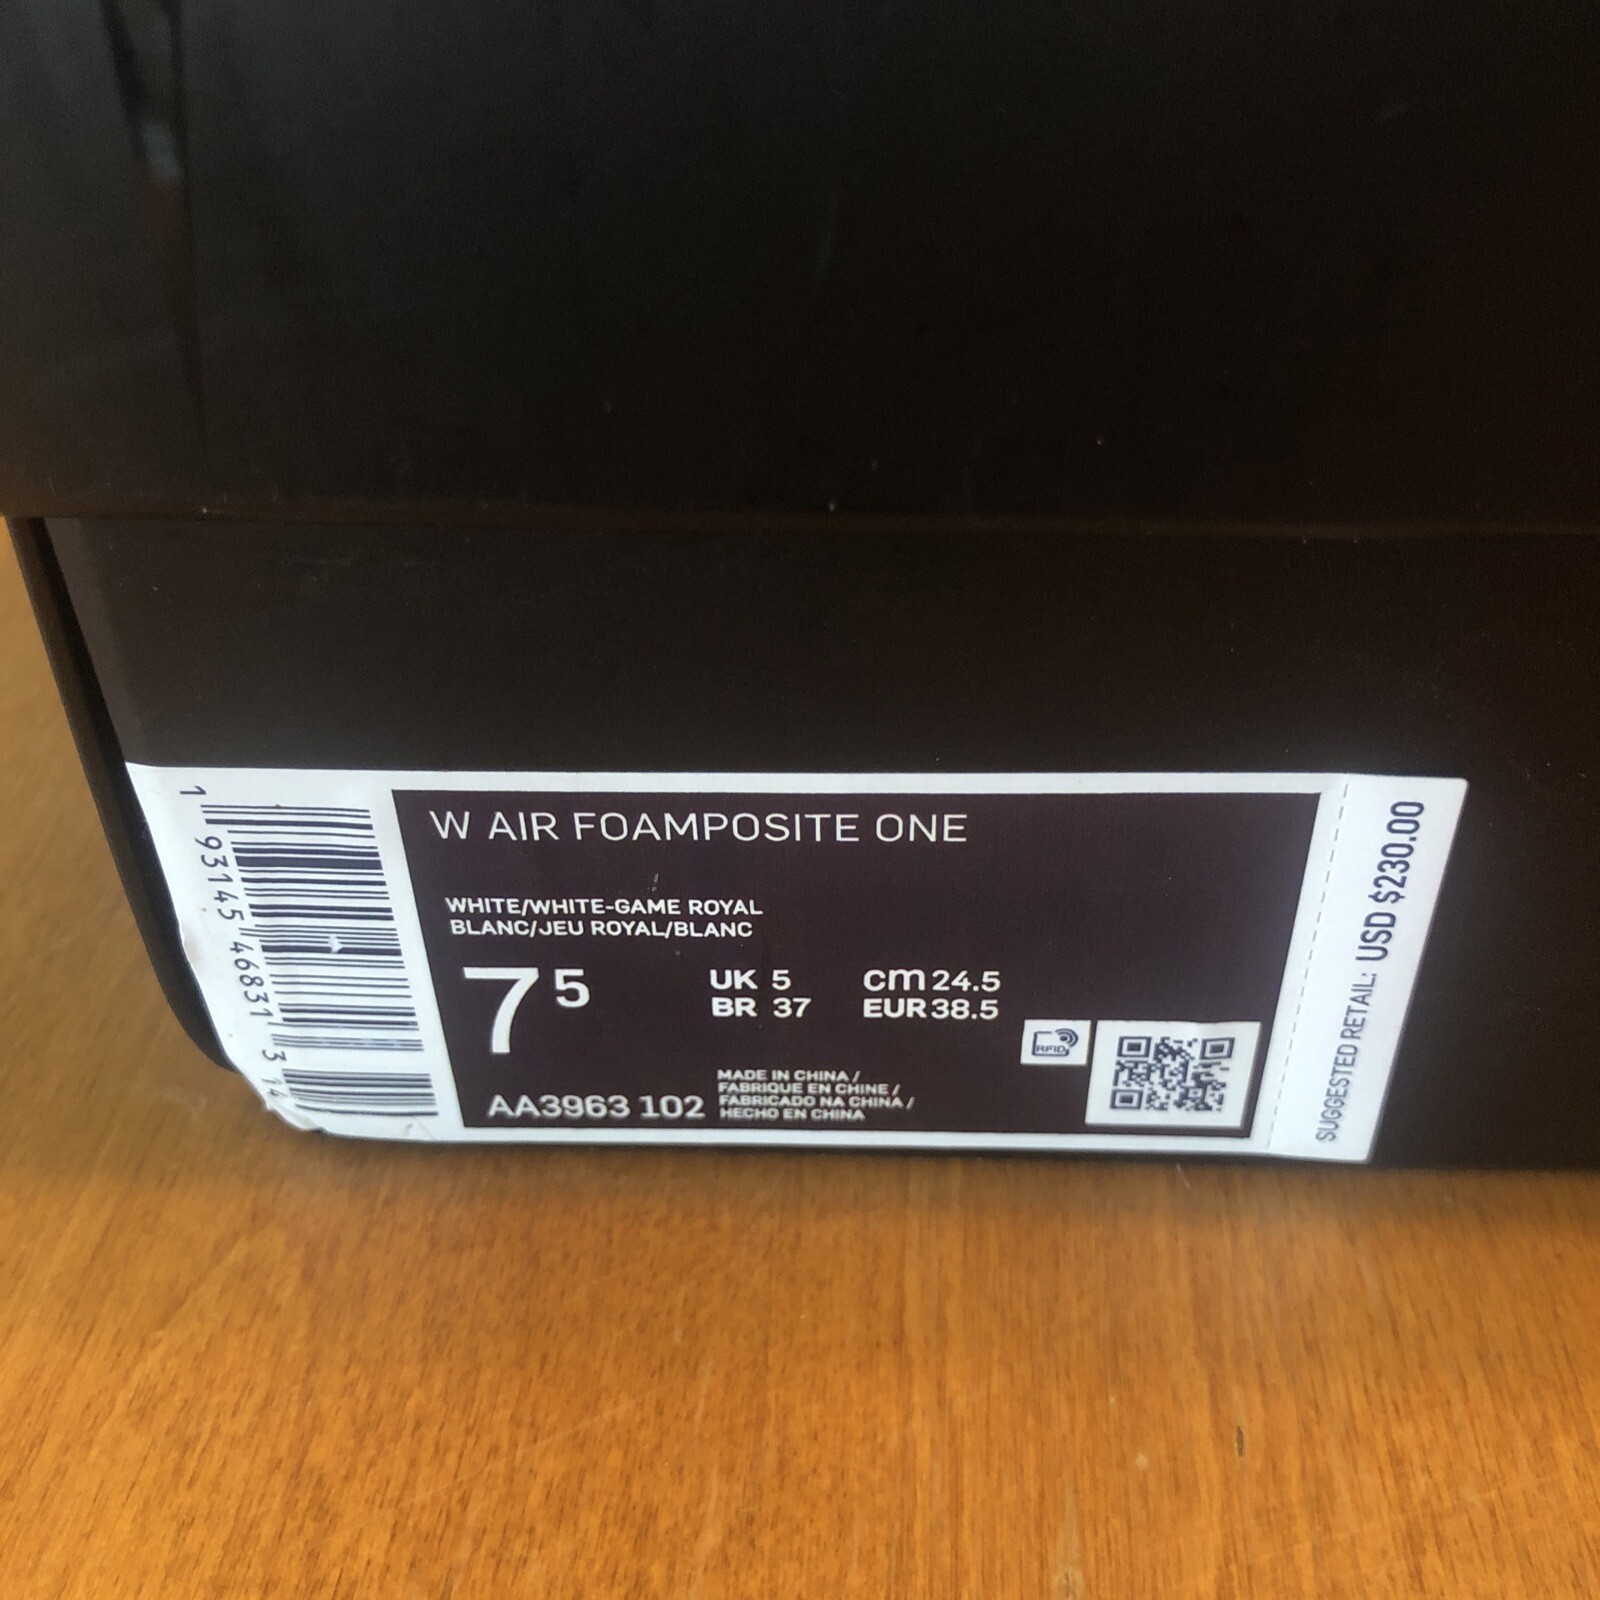 W AIR FOAMPOSITE ONE
WHITE/WHITE-GAME ROYAL
BLANC/JEU ROYAL/BLANC
7 5
UK 5
BR 37
cm 24.5
EUR 38.5
RFID
AA3963 102
MADE IN CHINA /
FABRIQUE EN CHINE /
FABRICADO NA CHINA /
HECHO EN CHINA
SUGGESTED RETAIL: USD $230.00
1 93145 46831 3